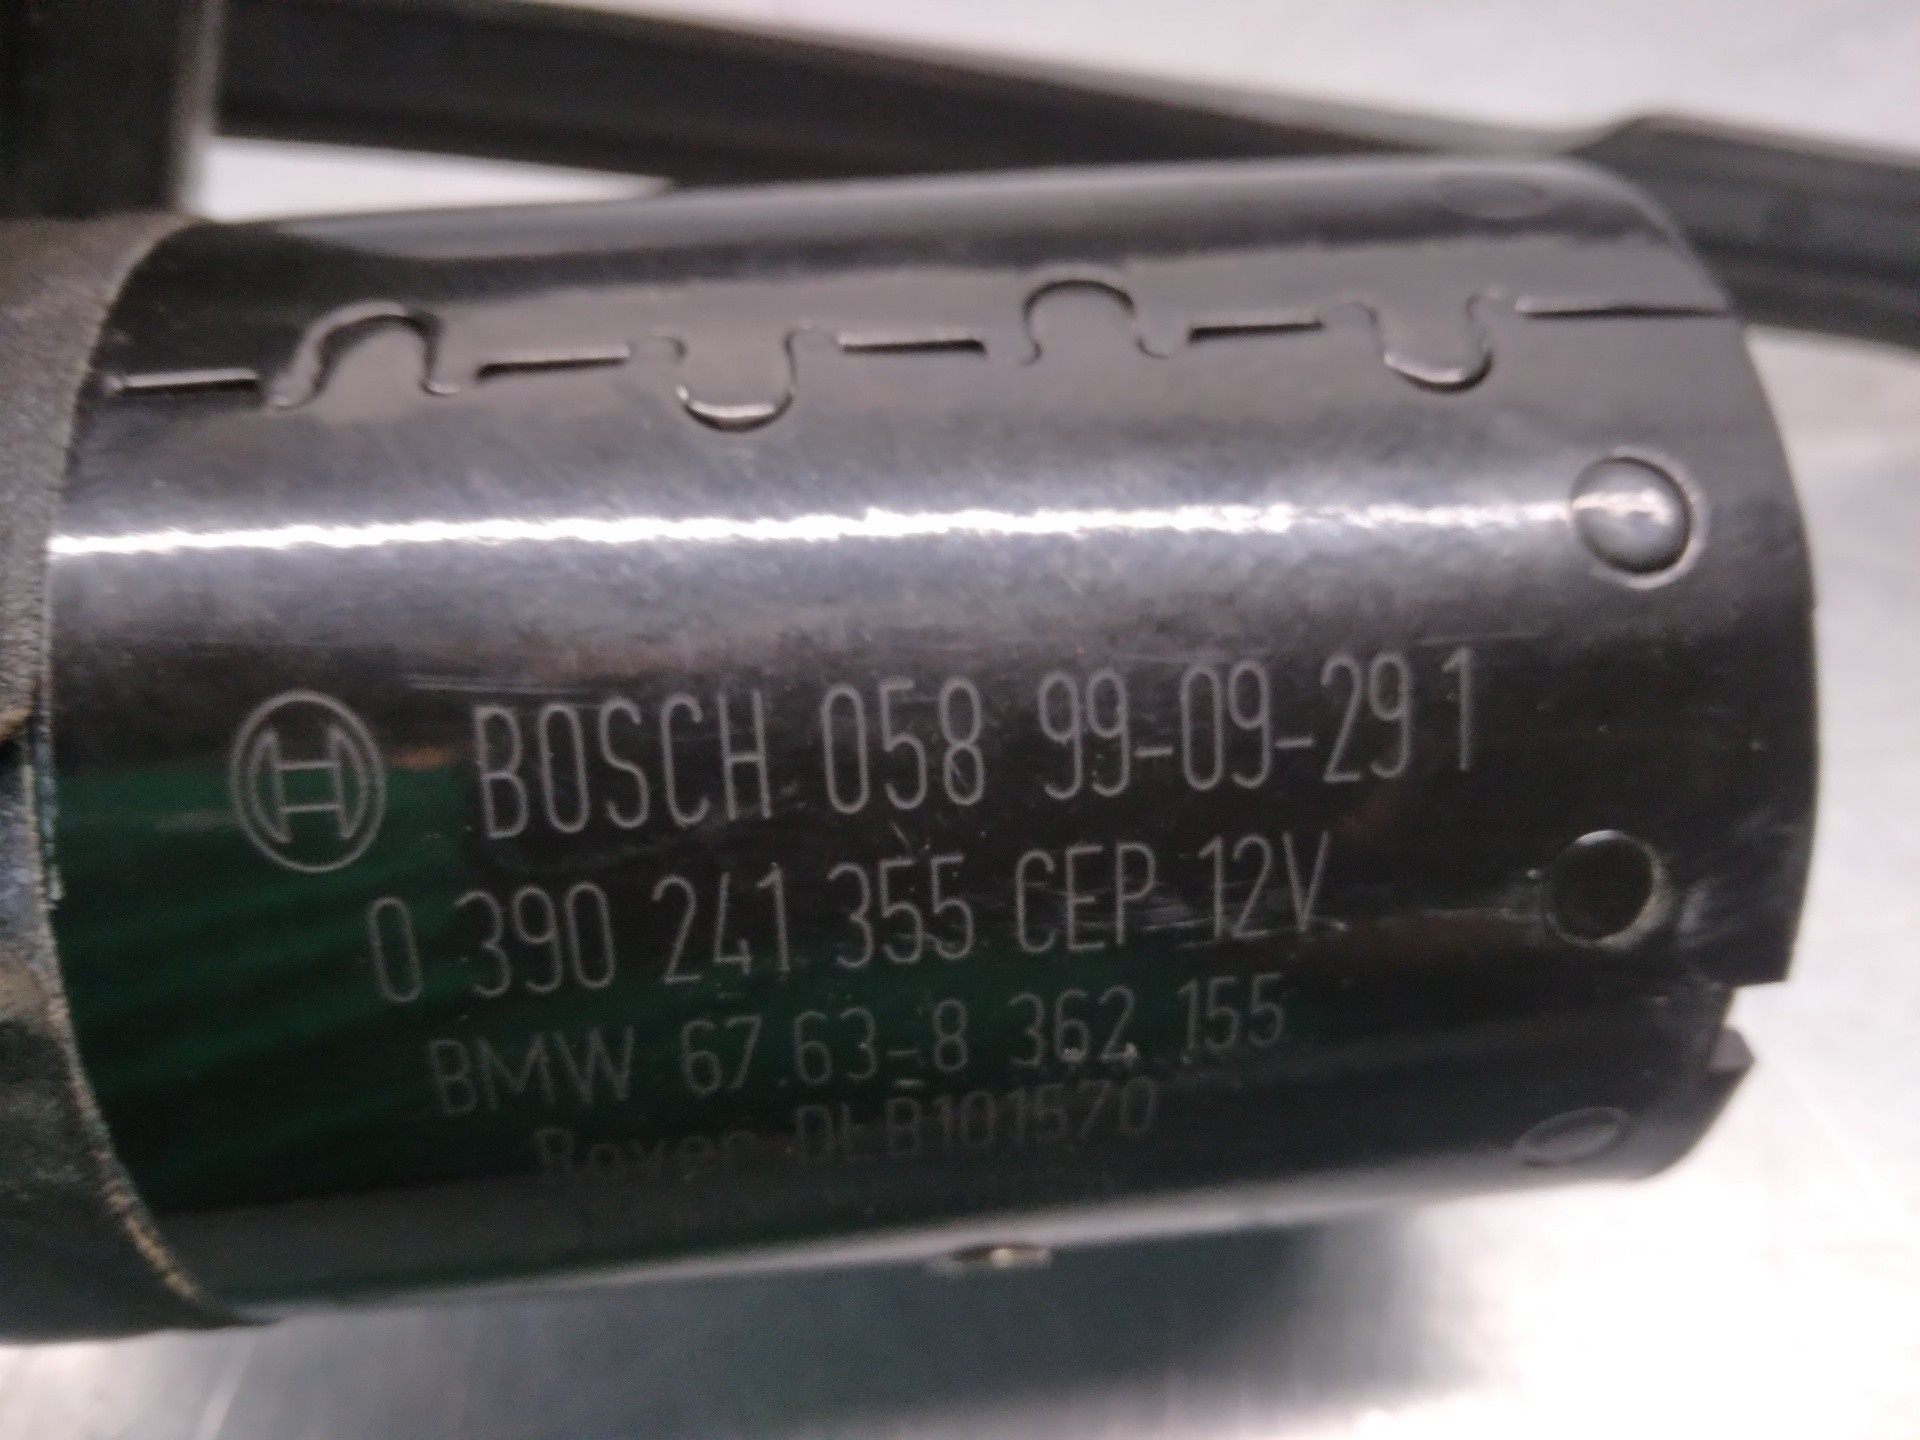 BOSCH 058 99-09-29 1
0 390 241 355 CEP 12V
BMW 67.63-8 362 155
Rover DLB101570